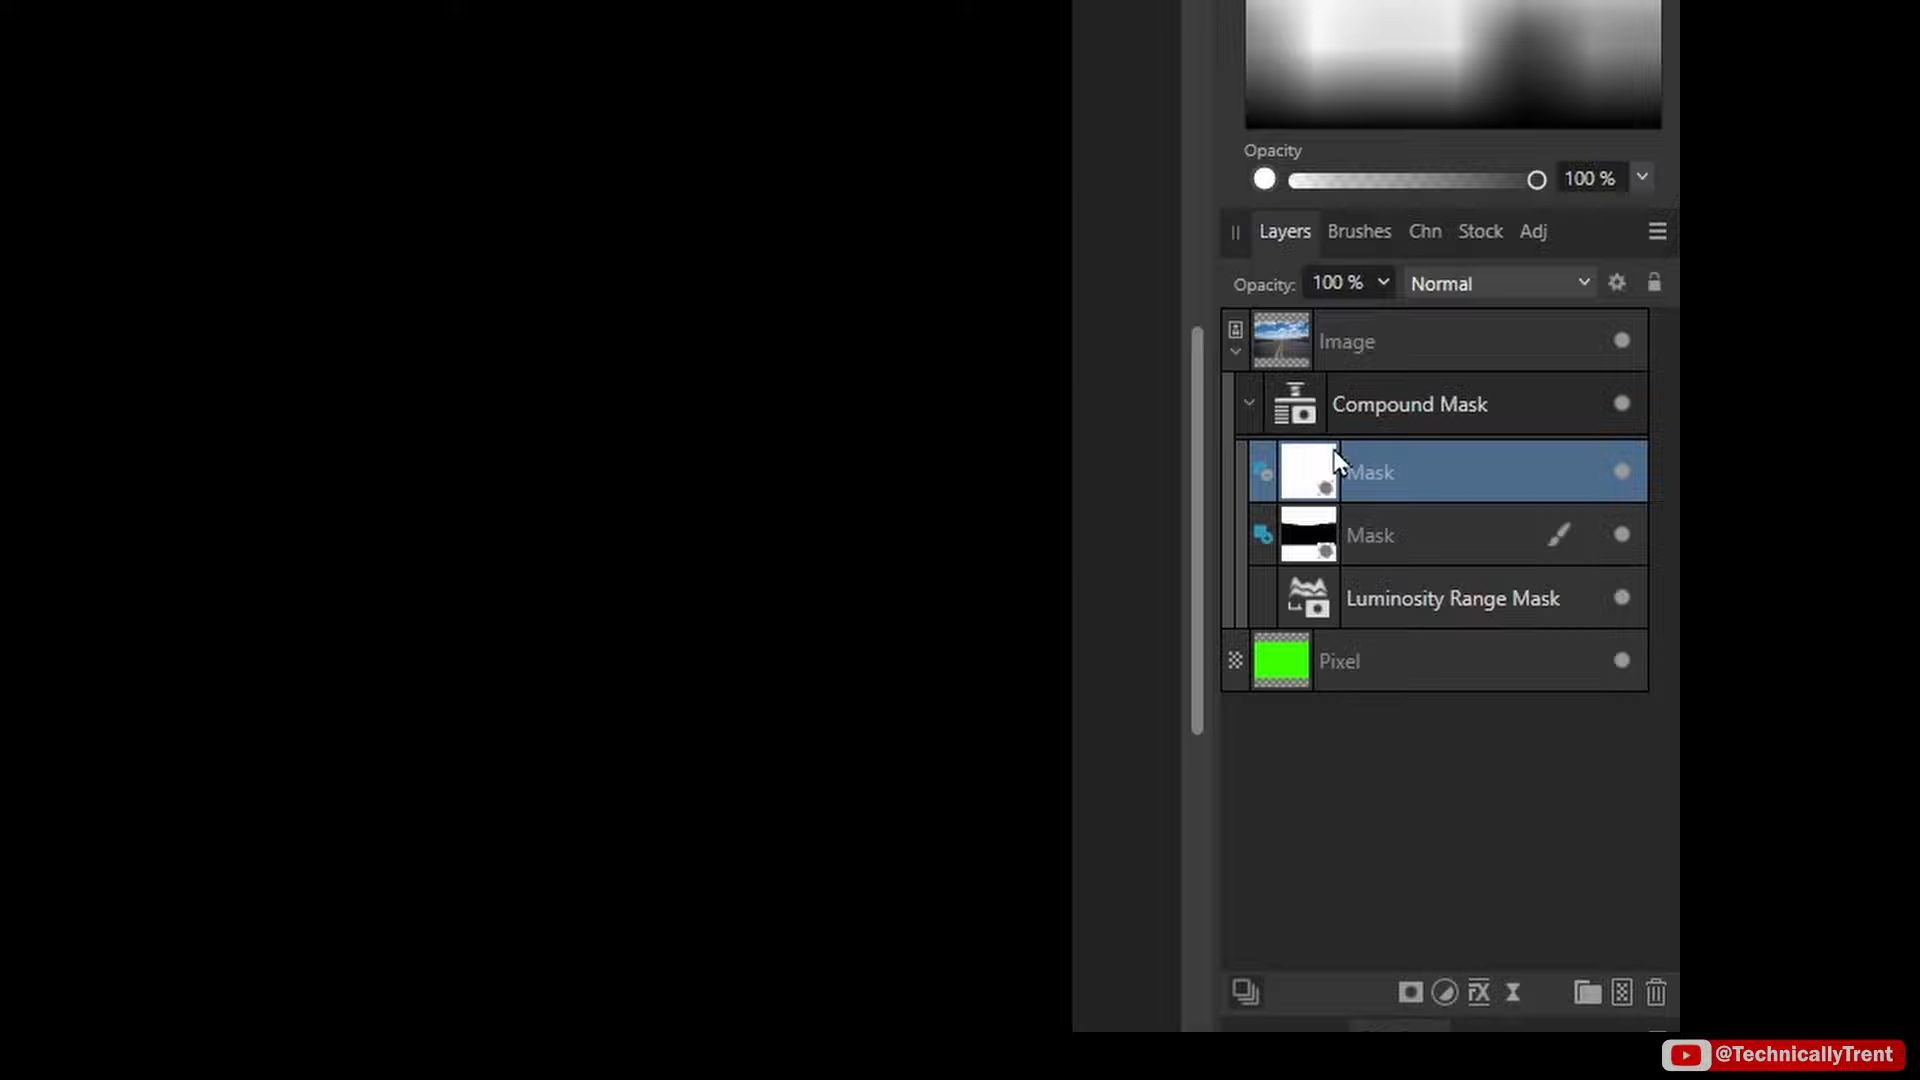 Opacity
100 %
Layers Brushes Chn Stock Adj
Opacity: 100 % Normal
Image
Compound Mask
Mask
Mask
Luminosity Range Mask
Pixel
FX
@TechnicallyTrent